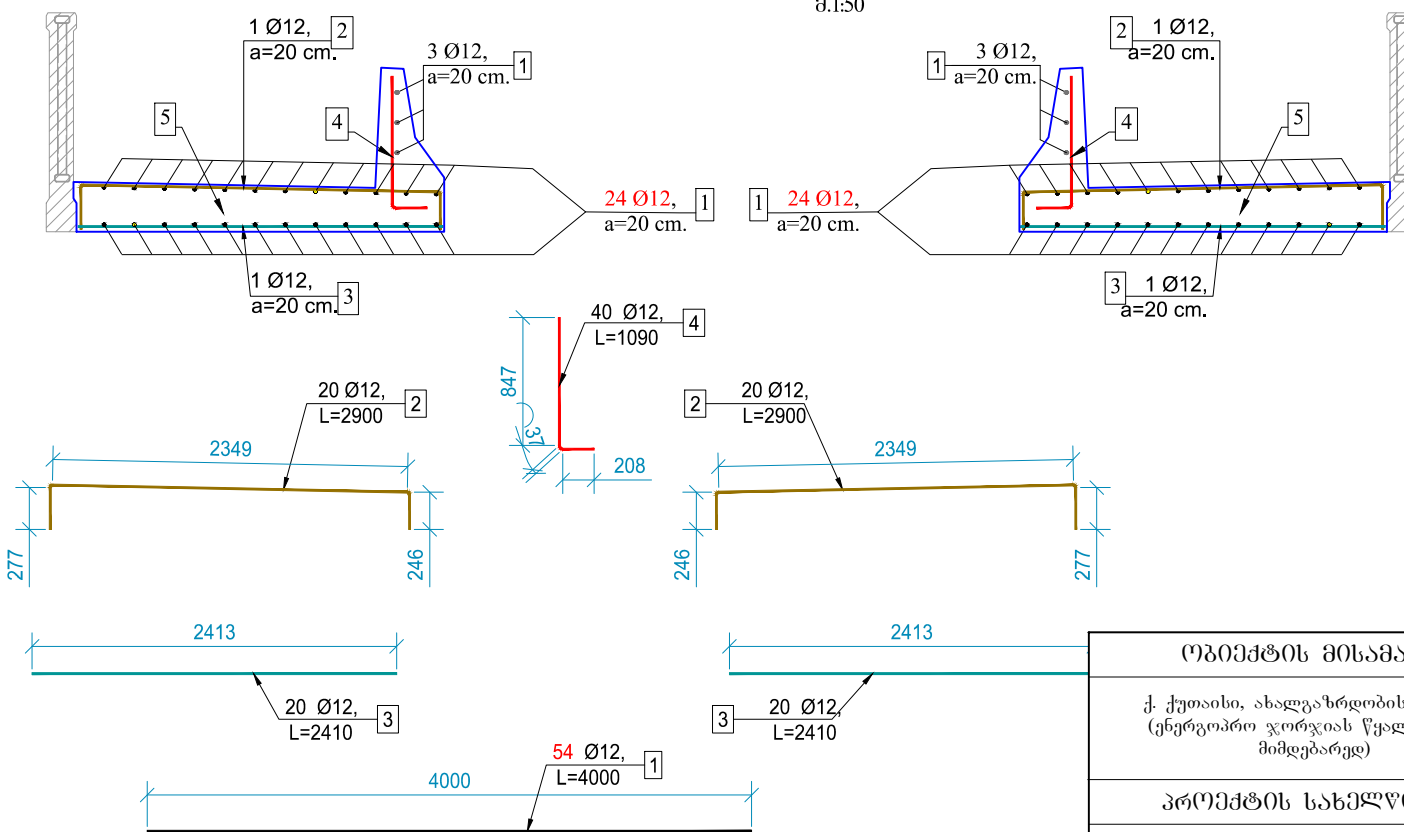 მ.1:50
1 Ø12,
a=20 cm.
2
3 Ø12,
a=20 cm.
1
5
4
24 Ø12,
a=20 cm.
1
1 Ø12,
a=20 cm.
3
2
1 Ø12,
a=20 cm.
1
3 Ø12,
a=20 cm.
4
5
1
24 Ø12,
a=20 cm.
3
1 Ø12,
a=20 cm.
40 Ø12,
L=1090
4
847
37
208
20 Ø12,
L=2900
2
2349
277
246
2
20 Ø12,
L=2900
2349
246
277
2413
20 Ø12,
L=2410
3
2413
3
20 Ø12,
L=2410
54 Ø12,
L=4000
1
4000
ობიექტის მისამა
ქ. ქუთაისი, ახალგაზრდობის
(ენერგოპრო ჯორჯიას წყალ
მიმდებარედ)
პროექტის სახელწ